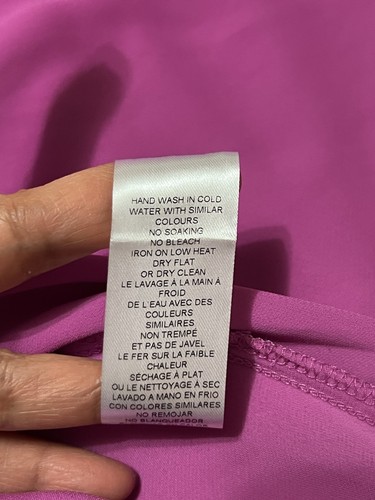 HAND WASH IN COLD
WATER WITH SIMILAR
COLOURS
NO SOAKING
NO BLEACH
IRON ON LOW HEAT
DRY FLAT
OR DRY CLEAN
LE LAVAGE À LA MAIN À
FROID
DE L'EAU AVEC DES
COULEURS
SIMILAIRES
NON TREMPÉ
ET PAS DE JAVEL
LE FER SUR LA FAIBLE
CHALEUR
SÉCHAGE À PLAT
OU LE NETTOYAGE À SEC
LAVADO A MANO EN FRIO
CON COLORES SIMILARES
NO REMOJAR
NO BLANQUEADOR